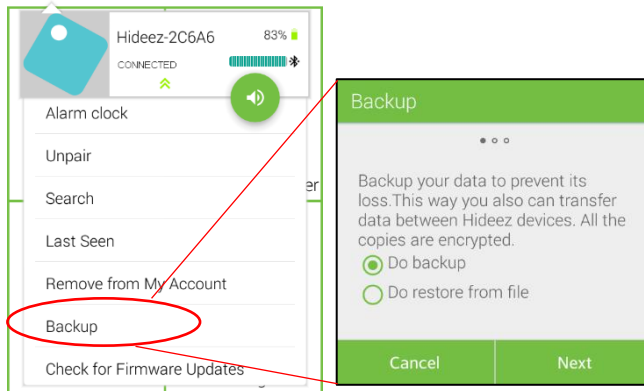 Hideez-2C6A6
83%
CONNECTED
Alarm clock
Unpair
er
Search
Last Seen
Remove from My Account
Backup
Check for Firmware Updates
Backup
Backup your data to prevent its
loss.This way you also can transfer
data between Hideez devices. All the
copies are encrypted.
Do backup
Do restore from file
Cancel
Next